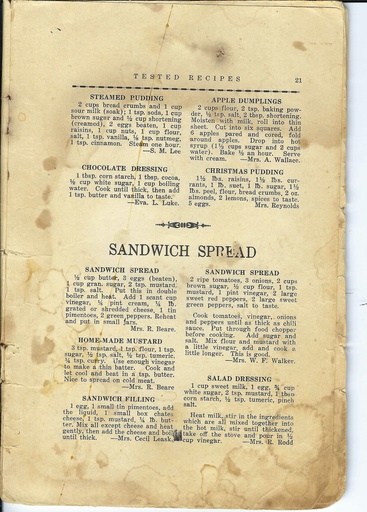 TESTED RECIPES 21
STEAMED PUDDING
2 cups bread crumbs and 1 cup
sour milk (soak); 1 tsp. soda, 1 cup
brown sugar and ½ cup shortening
(creamed), 2 eggs beaten, 1 cup
raisins, 1 cup nuts, 1 cup flour,
salt, 1 tsp. vanilla, ½ tsp. nutmeg,
1 tsp. cinnamon. Steam one hour.
—S. M. Lee
CHOCOLATE DRESSING
1 tbsp. corn starch, 1 tbsp. cocoa,
½ cup white sugar, 1 cup boiling
water. Cook until thick, then add
1 tsp. butter and vanilla to taste.
—Eva. L. Luke.
APPLE DUMPLINGS
2 cups flour, 2 tsp. baking pow-
der, ½ tsp. salt, 2 tbsp. shortening.
Moisten with milk, roll into thin
sheet. Cut into six squares. Add
6 apples pared and cored, fold
around apples. Drop into hot
syrup (1½ cups sugar and 2 cups
water). Bake ½ an hour. Serve
with cream. —Mrs. A. Wallace.
CHRISTMAS PUDDING
1½ lbs. raisins, 1½ lbs. cur-
rants, 1 lb. suet, 1 lb. sugar, 1½
lbs. peel, flour, bread crumbs, 2 oz.
almonds, 2 lemons, spices to taste.
8 eggs. Mrs. Reynolds
SANDWICH SPREAD
SANDWICH SPREAD
½ cup butter, 3 eggs (beaten),
1 cup gran. sugar, 2 tsp. mustard,
1 tsp. salt. Put this in double
boiler and heat. Add 1 scant cup
vinegar, ½ pint cream, ¼ lb.
grated or shredded cheese, 1 tin
pimentoes, 2 green peppers. Reheat
and put in small jars.
Mrs. R. Beare
HOME-MADE MUSTARD
3 tsp. mustard, 1 tsp. flour, 1 tsp.
sugar, ½ tsp. salt, ½ tsp. tumeric,
¼ tsp. curry. Use enough vinegar
to make a thin batter. Cook and
let cool and beat in a tsp. butter.
Nice to spread on cold meat.
—Mrs. R. Beare
SANDWICH FILLING
1 egg, 1 small tin pimentoes, add
the liquid, 1 small box chateau
cheese, 1 tsp. mustard, ¼ lb. but-
ter. Mix all except cheese and heat
gently, then add the cheese and boil
until thick. —Mrs. Cecil Leask
SANDWICH SPREAD
2 ripe tomatoes, 3 onions, 2 cups
brown sugar, ½ cup flour, 1 tsp.
mustard, 1 pint vinegar, 2 large
sweet red peppers, 2 large sweet
green peppers, salt to taste.
Cook tomatoes, vinegar, onions
and peppers until as thick as chili
sauce. Put through food chopper
before cooking. Add sugar and
salt. Mix flour and mustard with
a little vinegar, add and cook a
little longer. This is good.
—Mrs. W. F. Walker.
SALAD DRESSING
1 cup sweet milk, 1 egg, ¾ cup
white sugar, 2 tsp. mustard, 1 tbsp.
corn starch, ½ tsp. tumeric, pinch
salt.
Heat milk, stir in the ingredients
which are all mixed together into
the hot milk, stir until thickened,
take off the stove and pour in ½
cup vinegar. —Mrs. R. Rodd